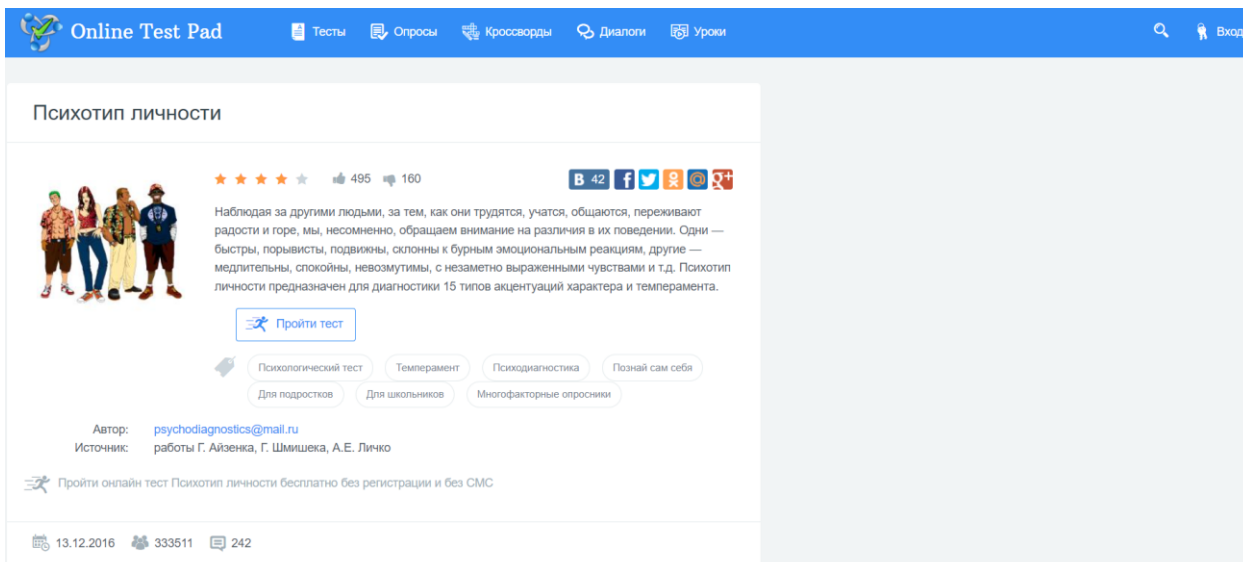 Online Test Pad
Тесты
Опросы
Кроссворды
Диалоги
Уроки
Вход
Психотип личности
495
160
В 42
Наблюдая за другими людьми, за тем, как они трудятся, учатся, общаются, переживают
радости и горе, мы, несомненно, обращаем внимание на различия в их поведении. Одни —
быстры, порывисты, подвижны, склонны к бурным эмоциональным реакциям, другие —
медлительны, спокойны, невозмутимы, с незаметно выраженными чувствами и т.д. Психотип
личности предназначен для диагностики 15 типов акцентуаций характера и темперамента.
Пройти тест
Психологический тест
Темперамент
Психодиагностика
Познай сам себя
Для подростков
Для школьников
Многофакторные опросники
Автор: psychodiagnostics@mail.ru
Источник: работы Г. Айзенка, Г. Шмишека, А.Е. Личко
Пройти онлайн тест Психотип личности бесплатно без регистрации и без СМС
13.12.2016
333511
242